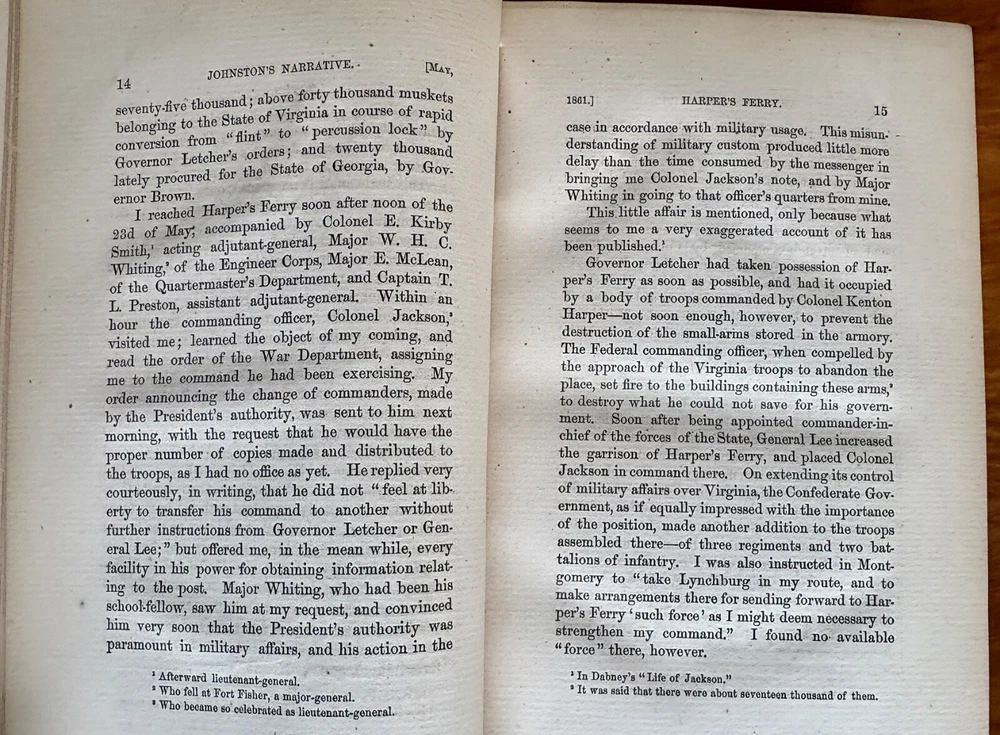 14
JOHNSTON'S NARRATIVE.
[MAY,
seventy-five thousand; above forty thousand muskets
belonging to the State of Virginia in course of rapid
conversion from "flint" to "percussion lock" by
Governor Letcher's orders; and twenty thousand
lately procured for the State of Georgia, by Gov-
ernor Brown.
I reached Harper's Ferry soon after noon of the
23d of May, accompanied by Colonel E. Kirby
Smith,¹ acting adjutant-general, Major W. H. C.
Whiting,² of the Engineer Corps, Major E. McLean,
of the Quartermaster's Department, and Captain T.
L. Preston, assistant adjutant-general. Within an
hour the commanding officer, Colonel Jackson,³
visited me; learned the object of my coming, and
read the order of the War Department, assigning
me to the command he had been exercising. My
order announcing the change of commanders, made
by the President's authority, was sent to him next
morning, with the request that he would have the
proper number of copies made and distributed to
the troops, as I had no office as yet. He replied very
courteously, in writing, that he did not "feel at lib-
erty to transfer his command to another without
further instructions from Governor Letcher or Gen-
eral Lee;" but offered me, in the mean while, every
facility in his power for obtaining information relat-
ing to the post. Major Whiting, who had been his
school-fellow, saw him at my request, and convinced
him very soon that the President's authority was
paramount in military affairs, and his action in the
¹ Afterward lieutenant-general.
² Who fell at Fort Fisher, a major-general.
³ Who became so celebrated as lieutenant-general.
1861.]
HARPER'S FERRY.
15
case in accordance with military usage. This misun-
derstanding of military custom produced little more
delay than the time consumed by the messenger in
bringing me Colonel Jackson's note, and by Major
Whiting in going to that officer's quarters from mine.
This little affair is mentioned, only because what
seems to me a very exaggerated account of it has
been published.¹
Governor Letcher had taken possession of Har-
per's Ferry as soon as possible, and had it occupied
by a body of troops commanded by Colonel Kenton
Harper—not soon enough, however, to prevent the
destruction of the small-arms stored in the armory.
The Federal commanding officer, when compelled by
the approach of the Virginia troops to abandon the
place, set fire to the buildings containing these arms,²
to destroy what he could not save for his govern-
ment. Soon after being appointed commander-in-
chief of the forces of the State, General Lee increased
the garrison of Harper's Ferry, and placed Colonel
Jackson in command there. On extending its control
of military affairs over Virginia, the Confederate Gov-
ernment, as if equally impressed with the importance
of the position, made another addition to the troops
assembled there—of three regiments and two bat-
talions of infantry. I was also instructed in Mont-
gomery to "take Lynchburg in my route, and to
make arrangements there for sending forward to Har-
per's Ferry 'such force' as I might deem necessary to
strengthen my command." I found no available
"force" there, however.
¹ In Dabney's "Life of Jackson."
² It was said that there were about seventeen thousand of them.